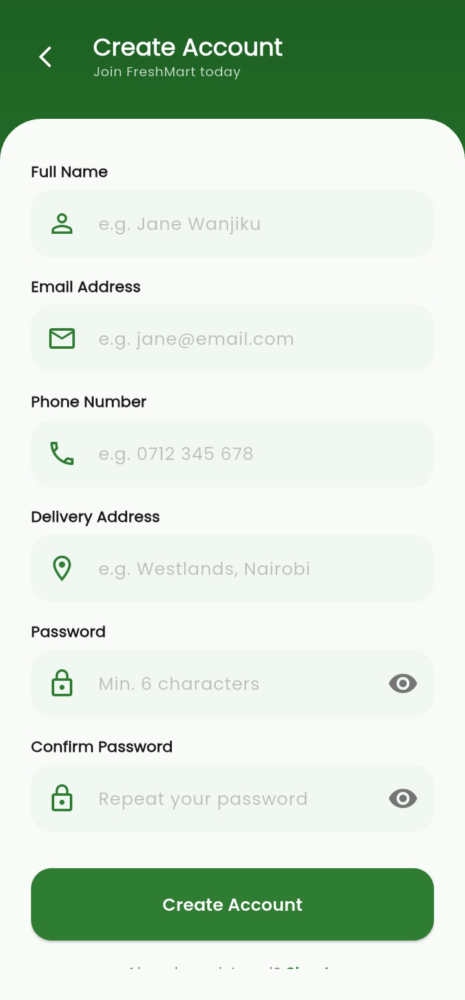 Create Account
Join FreshMart today
Full Name
e.g. Jane Wanjiku
Email Address
e.g. jane@email.com
Phone Number
e.g. 0712 345 678
Delivery Address
e.g. Westlands, Nairobi
Password
Min. 6 characters
Confirm Password
Repeat your password
Create Account